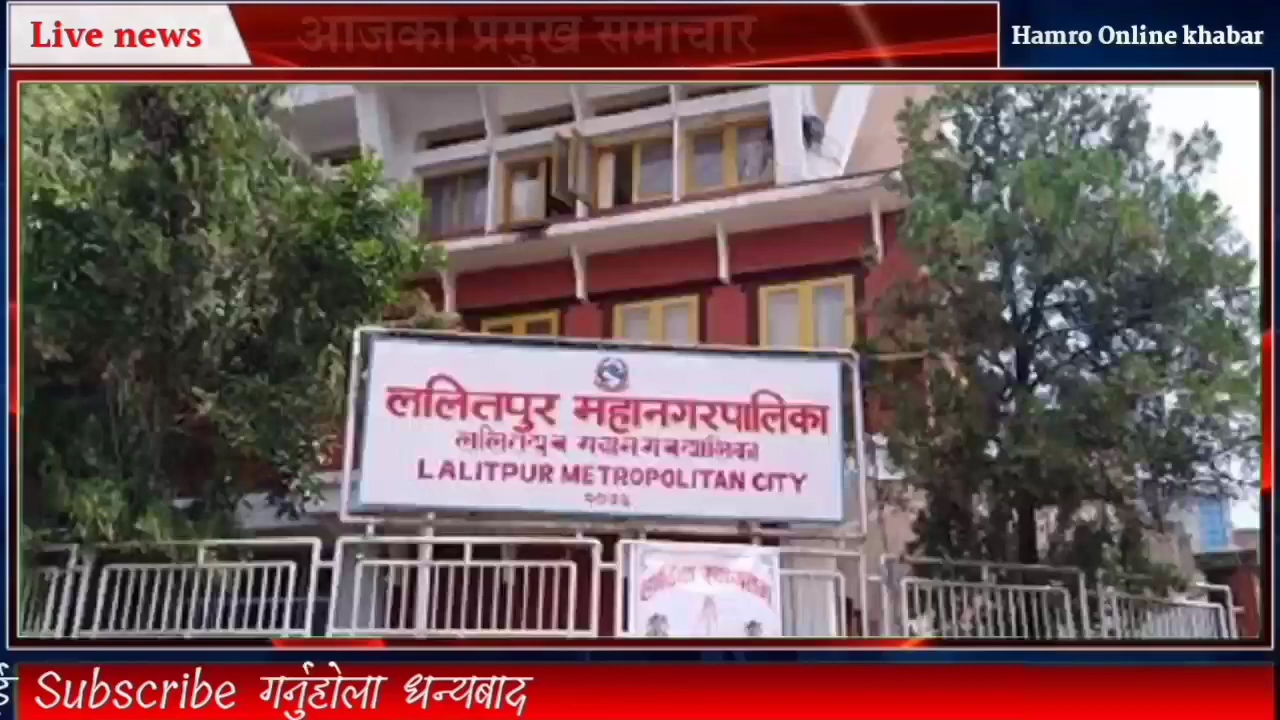 Live news
आजका प्रमुख समाचार
Hamro Online khabar
ललितपुर महानगरपालिका
LALITPUR METROPOLITAN CITY
Subscribe गर्नुहोला धन्यबाद